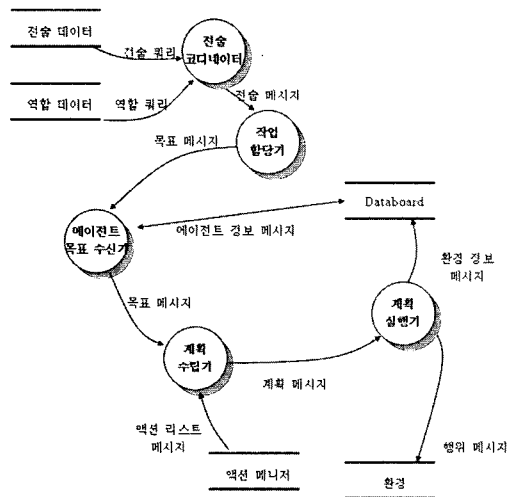 전술 데이터
전술 쿼리
전술
코디네이터
역할 데이터
역할 쿼리
전술 메시지
작업
할당기
목표 메시지
Databoard
에이전트
목표 수신기
에이전트 정보 메시지
환경 정보
메시지
목표 메시지
계획
실행기
계획
수립기
계획 메시지
액션 리스트
메시지
행위 메시지
액션 메니저
환경